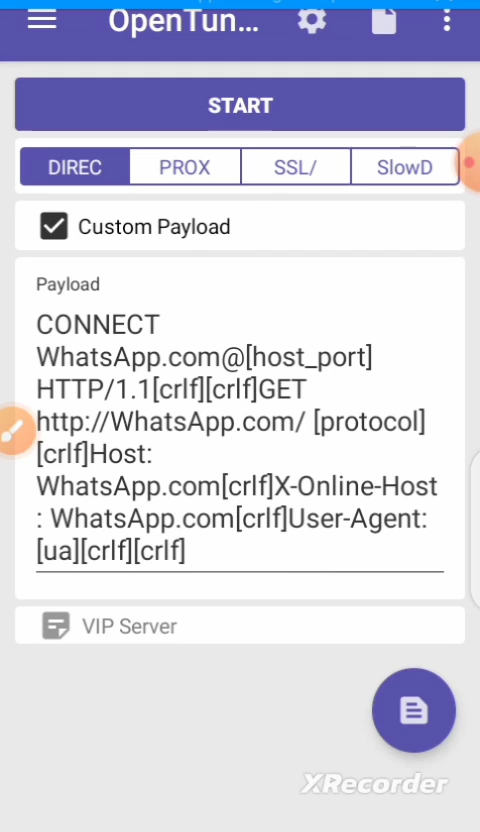 OpenTun...
START
DIREC
PROX
SSL/
SlowD
Custom Payload
Payload
CONNECT
WhatsApp.com@[host_port]
HTTP/1.1[crlf][crlf]GET
http://WhatsApp.com/ [protocol]
[crlf]Host:
WhatsApp.com[crlf]X-Online-Host
: WhatsApp.com[crlf]User-Agent:
[ua][crlf][crlf]
VIP Server
XRecorder